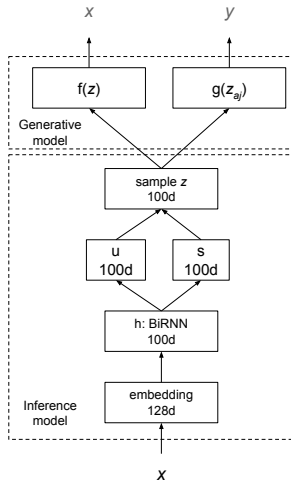 x y
f(z) g(z_aj)
Generative
model
sample z
100d
u s
100d 100d
h: BiRNN
100d
embedding
128d
Inference
model
x